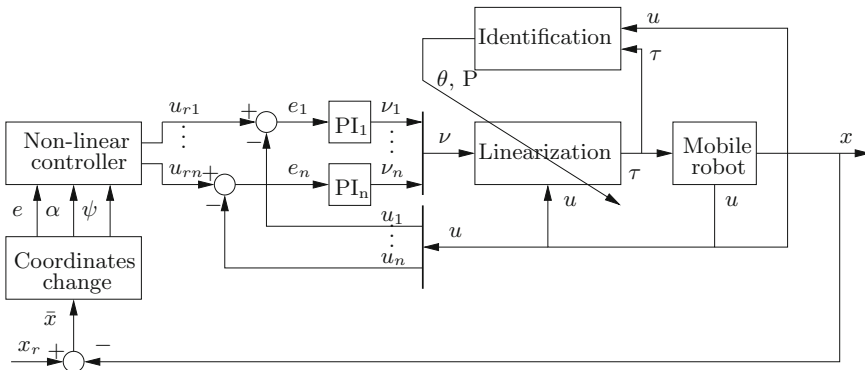 u
Identification
τ
θ, P
u_{r1}
+
e_1
ν_1
Non-linear
controller
⋮
−
PI_1
⋮
ν
Linearization
Mobile
robot
x
u_{rn}
+
e_n
PI_n
ν_n
τ
e
α
ψ
−
u_1
u
u
Coordinates
change
⋮
u_n
u
x̄
x_r
+
−